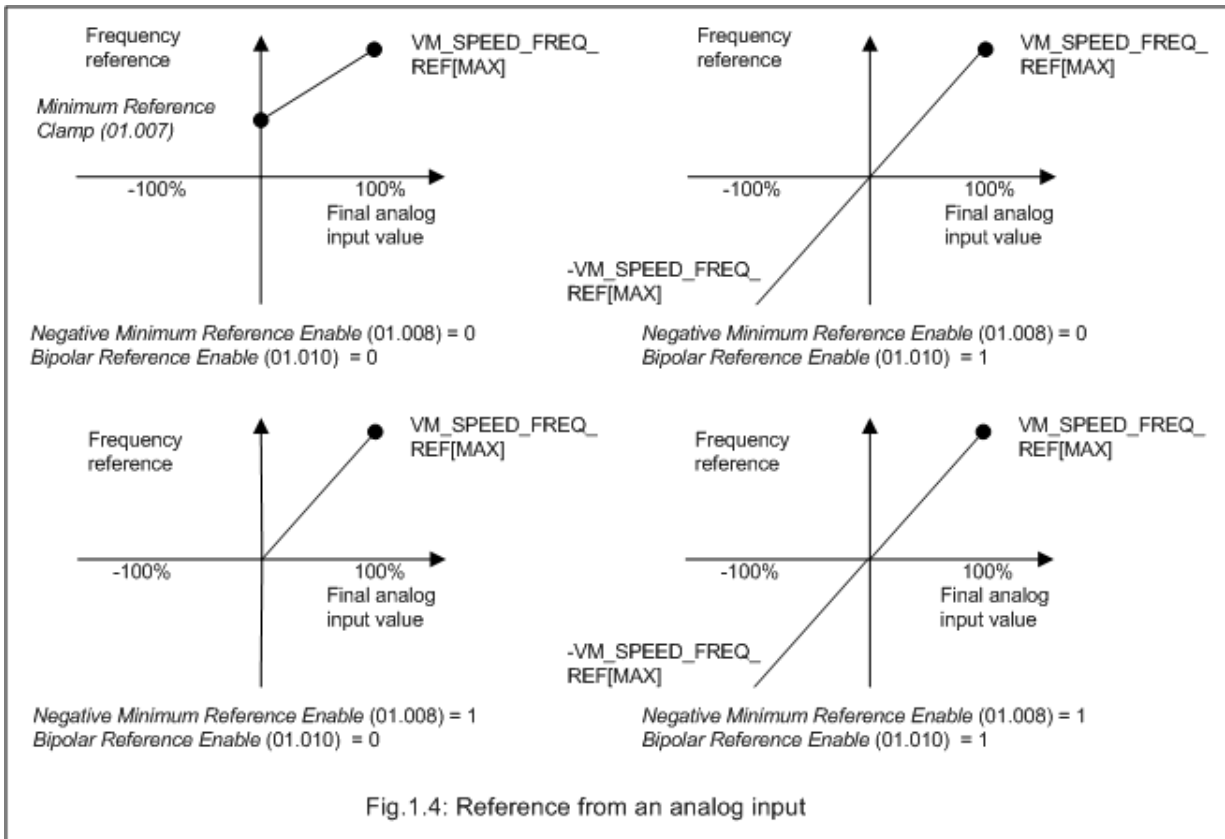 Frequency
reference
VM_SPEED_FREQ_
REF[MAX]
Minimum Reference
Clamp (01.007)
-100%
100%
Final analog
input value
Negative Minimum Reference Enable (01.008) = 0
Bipolar Reference Enable (01.010) = 0
Frequency
reference
VM_SPEED_FREQ_
REF[MAX]
-100%
100%
Final analog
input value
-VM_SPEED_FREQ_
REF[MAX]
Negative Minimum Reference Enable (01.008) = 0
Bipolar Reference Enable (01.010) = 1
Frequency
reference
VM_SPEED_FREQ_
REF[MAX]
-100%
100%
Final analog
input value
Negative Minimum Reference Enable (01.008) = 1
Bipolar Reference Enable (01.010) = 0
Frequency
reference
VM_SPEED_FREQ_
REF[MAX]
-100%
100%
Final analog
input value
-VM_SPEED_FREQ_
REF[MAX]
Negative Minimum Reference Enable (01.008) = 1
Bipolar Reference Enable (01.010) = 1
Fig.1.4: Reference from an analog input